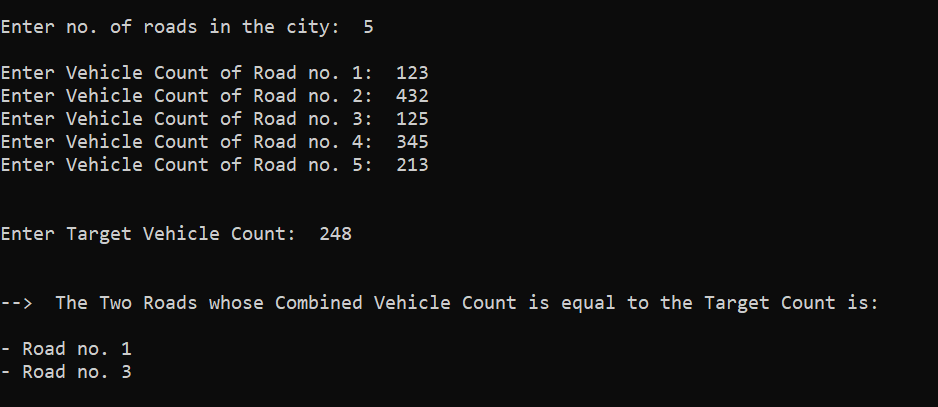 Enter no. of roads in the city:  5
Enter Vehicle Count of Road no. 1:  123
Enter Vehicle Count of Road no. 2:  432
Enter Vehicle Count of Road no. 3:  125
Enter Vehicle Count of Road no. 4:  345
Enter Vehicle Count of Road no. 5:  213
Enter Target Vehicle Count:  248
-->  The Two Roads whose Combined Vehicle Count is equal to the Target Count is:
- Road no. 1
- Road no. 3